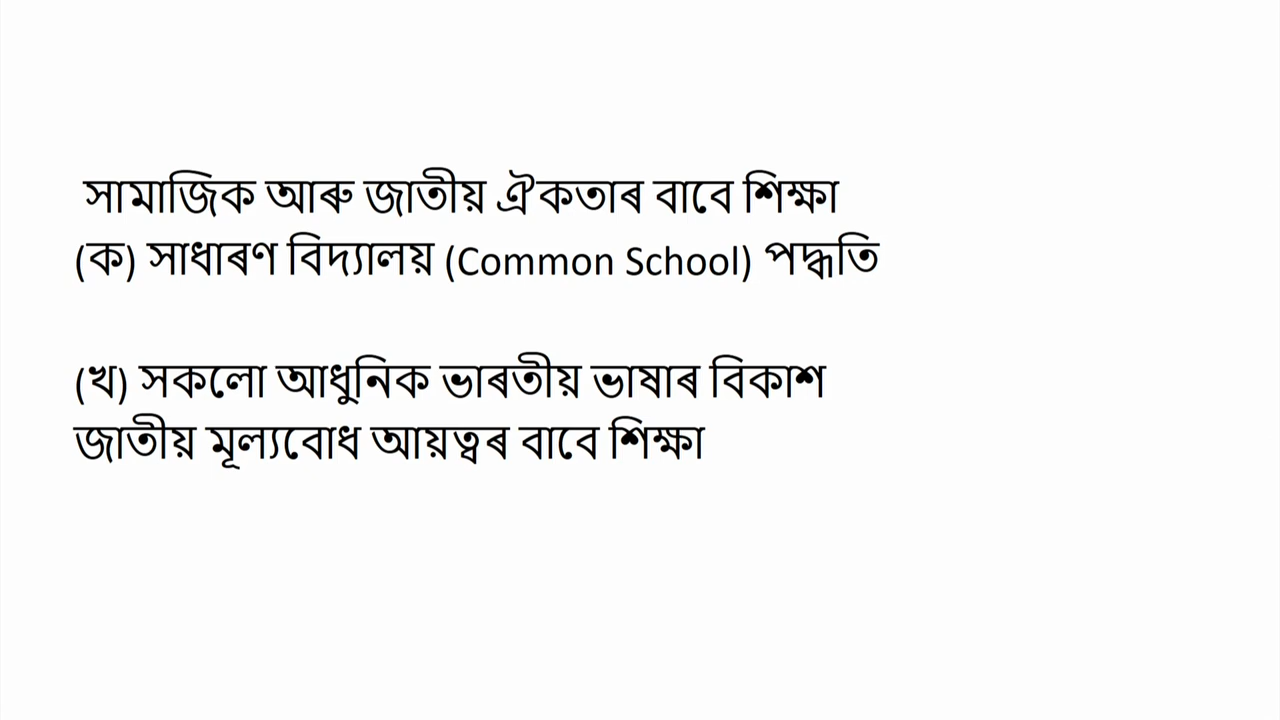 সামাজিক আৰু জাতীয় ঐকতাৰ বাবে শিক্ষা
(ক) সাধাৰণ বিদ্যালয় (Common School) পদ্ধতি
(খ) সকলো আধুনিক ভাৰতীয় ভাষাৰ বিকাশ
জাতীয় মূল্যবোধ আয়ত্বৰ বাবে শিক্ষা